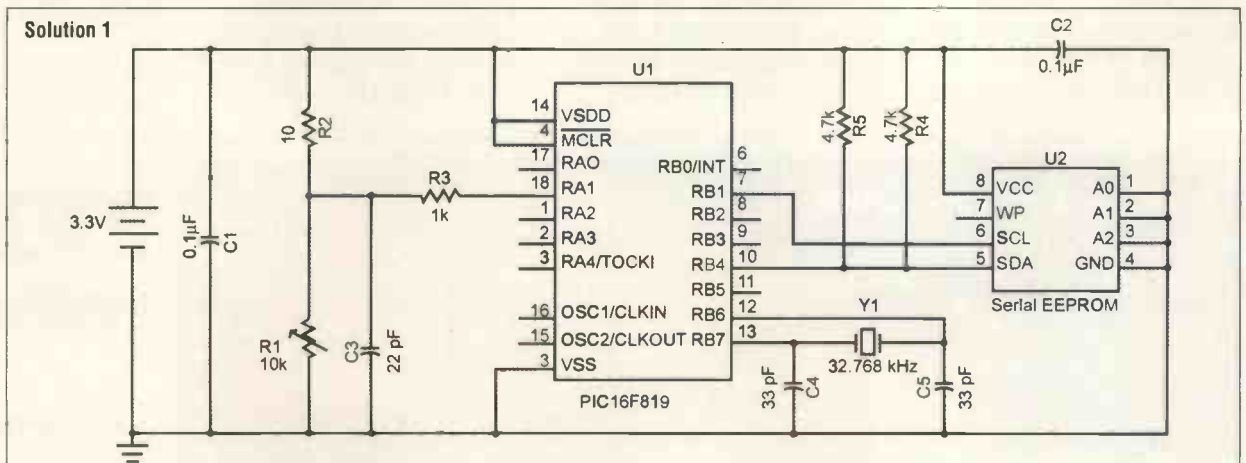 Solution 1
C2
0.1µF
U1
14 VSDD
4 MCLR
17 RAO
18 RA1
1 RA2
2 RA3
3 RA4/TOCKI
16 OSC1/CLKIN
15 OSC2/CLKOUT
3 VSS
RB0/INT 6
RB1 7
RB2 8
RB3 9
RB4 10
RB5 11
RB6 12
RB7 13
PIC16F819
10
R2
R3
1k
3.3V
0.1µF
C1
R1
10k
C3
22 pF
4.7k
R5
4.7k
R4
U2
8 VCC
7 WP
6 SCL
5 SDA
A0 1
A1 2
A2 3
GND 4
Serial EEPROM
Y1
32.768 kHz
33 pF
C4
C5
33 pF